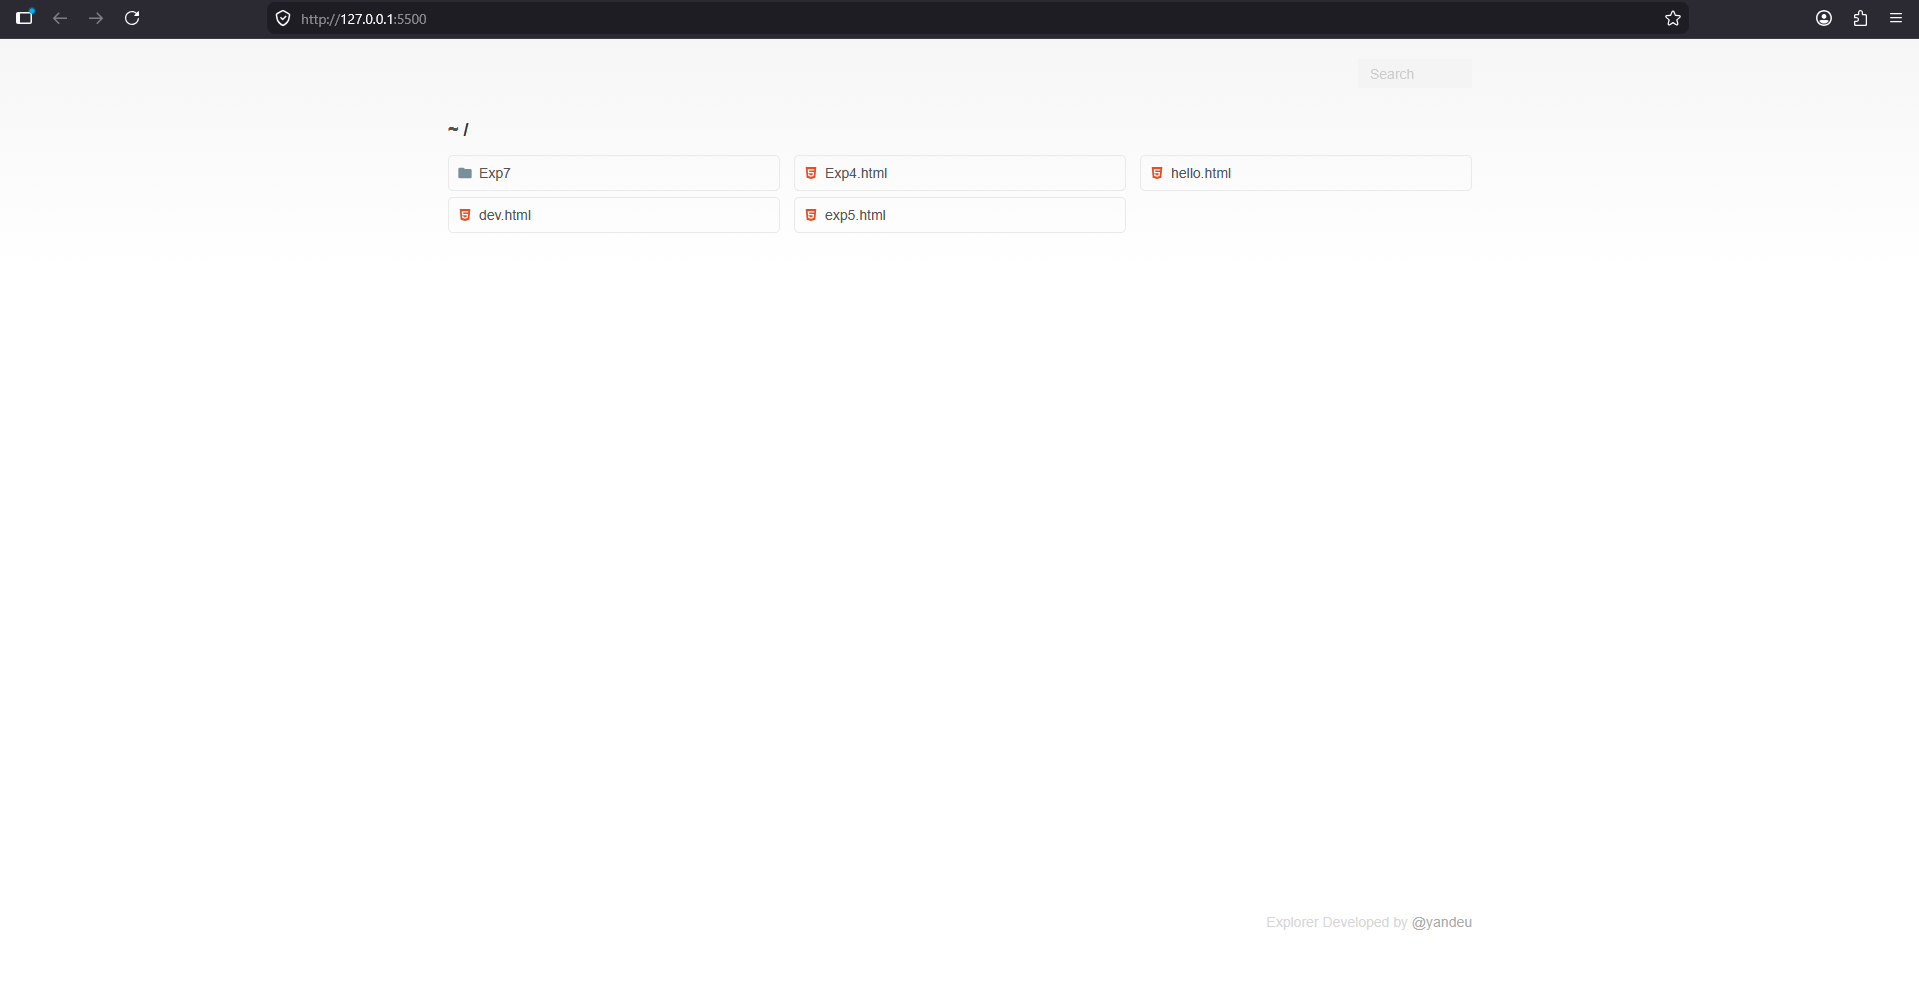 http://127.0.0.1:5500
Search
~ /
Exp7
Exp4.html
hello.html
dev.html
exp5.html
Explorer Developed by @yandeu